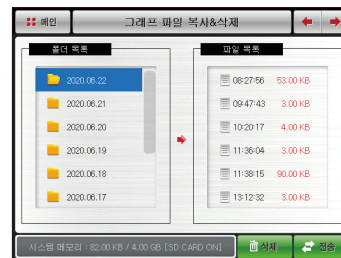 메인
그래프 파일 복사&삭제
폴더 목록
파일 목록
2020.06.22
2020.06.21
2020.06.20
2020.06.19
2020.06.18
2020.06.17
08:27:56 53.00 KB
09:47:43 3.00 KB
10:20:17 4.00 KB
11:36:04 3.00 KB
11:38:15 90.00 KB
13:12:32 3.00 KB
시스템 메모리 : 82.00 KB / 4.00 GB [SD CARD ON]
삭제
전송